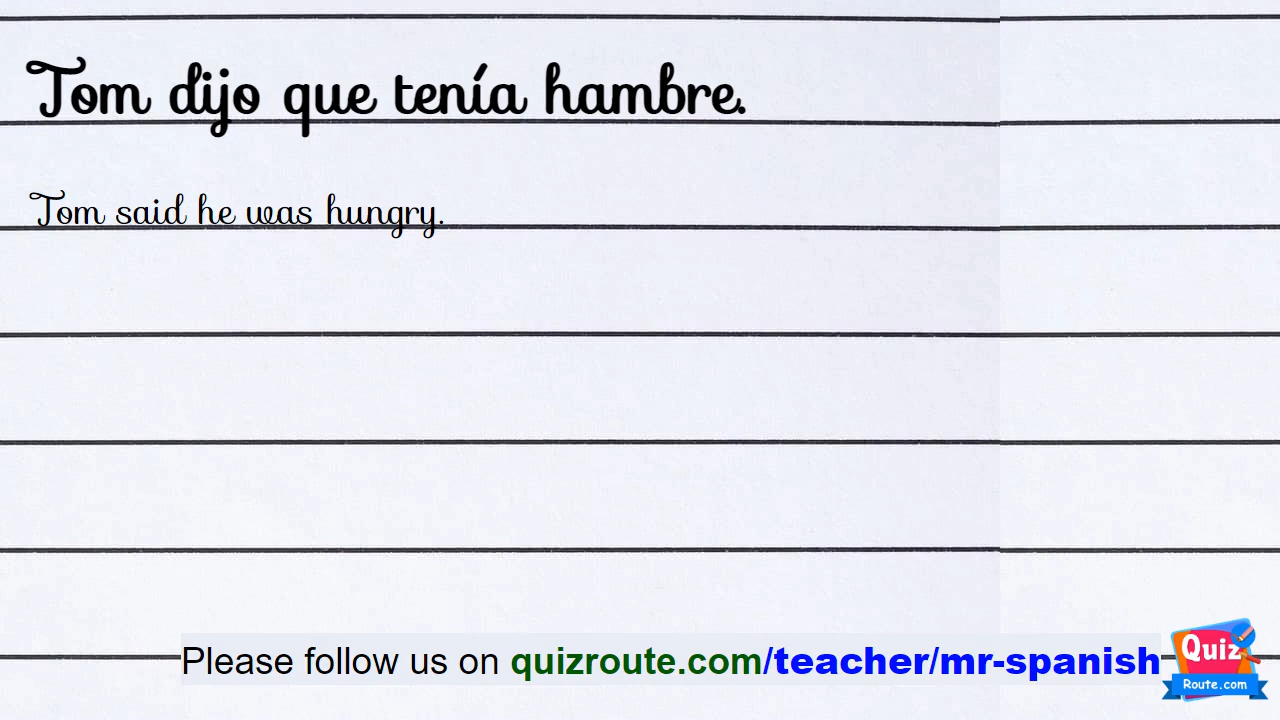 Tom dijo que tenía hambre.
Tom said he was hungry.
Please follow us on quizroute.com/teacher/mr-spanish
Quiz
Route.com